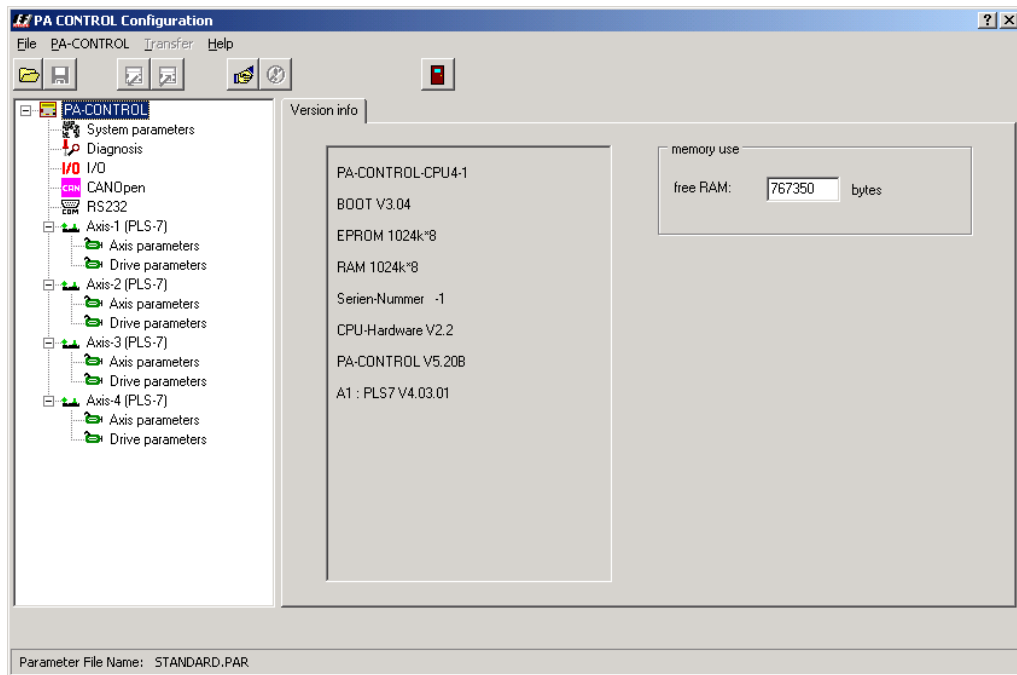 PA CONTROL Configuration
File PA-CONTROL Transfer Help
PA-CONTROL
System parameters
Diagnosis
I/O I/O
CAN CANOpen
COM RS232
Axis-1 (PLS-7)
Axis parameters
Drive parameters
Axis-2 (PLS-7)
Axis parameters
Drive parameters
Axis-3 (PLS-7)
Axis parameters
Drive parameters
Axis-4 (PLS-7)
Axis parameters
Drive parameters
Version info
PA-CONTROL-CPU4-1
BOOT V3.04
EPROM 1024k*8
RAM 1024k*8
Serien-Nummer -1
CPU-Hardware V2.2
PA-CONTROL V5.20B
A1 : PLS7 V4.03.01
memory use
free RAM: 767350 bytes
Parameter File Name: STANDARD.PAR